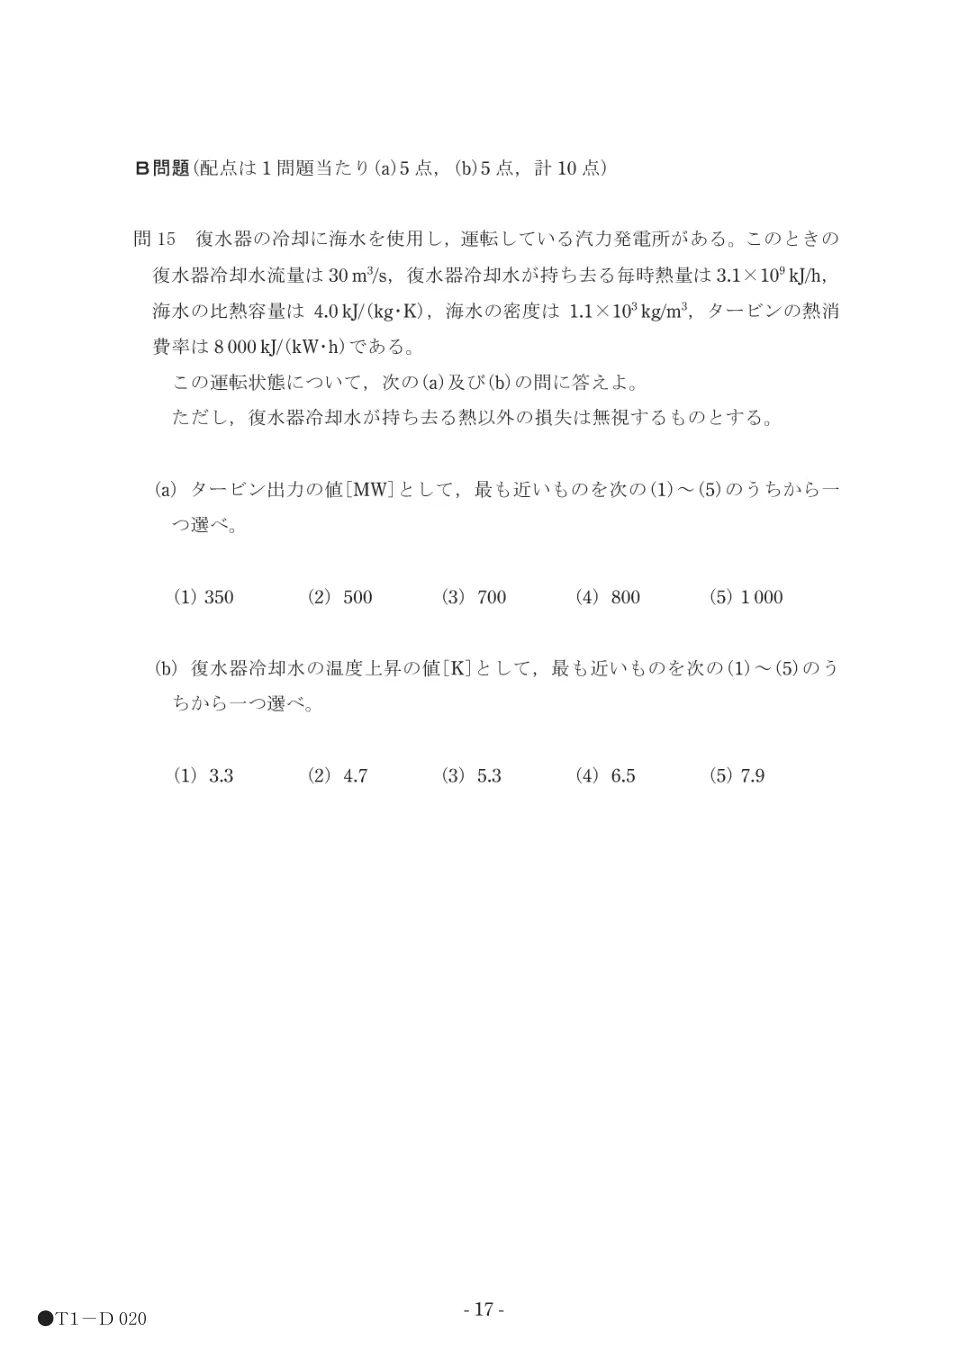 B問題(配点は1問題当たり(a)5点，(b)5点，計10点)
問15　復水器の冷却に海水を使用し，運転している汽力発電所がある。このときの
復水器冷却水流量は30 m³/s，復水器冷却水が持ち去る毎時熱量は3.1×10⁹ kJ/h，
海水の比熱容量は 4.0 kJ/(kg・K)，海水の密度は 1.1×10³ kg/m³，タービンの熱消
費率は8 000 kJ/(kW・h)である。
この運転状態について，次の(a)及び(b)の問に答えよ。
ただし，復水器冷却水が持ち去る熱以外の損失は無視するものとする。
(a) タービン出力の値[MW]として，最も近いものを次の(1)～(5)のうちから一
つ選べ。
(1) 350　(2) 500　(3) 700　(4) 800　(5) 1 000
(b) 復水器冷却水の温度上昇の値[K]として，最も近いものを次の(1)～(5)のう
ちから一つ選べ。
(1) 3.3　(2) 4.7　(3) 5.3　(4) 6.5　(5) 7.9
- 17 -
●T1－D 020